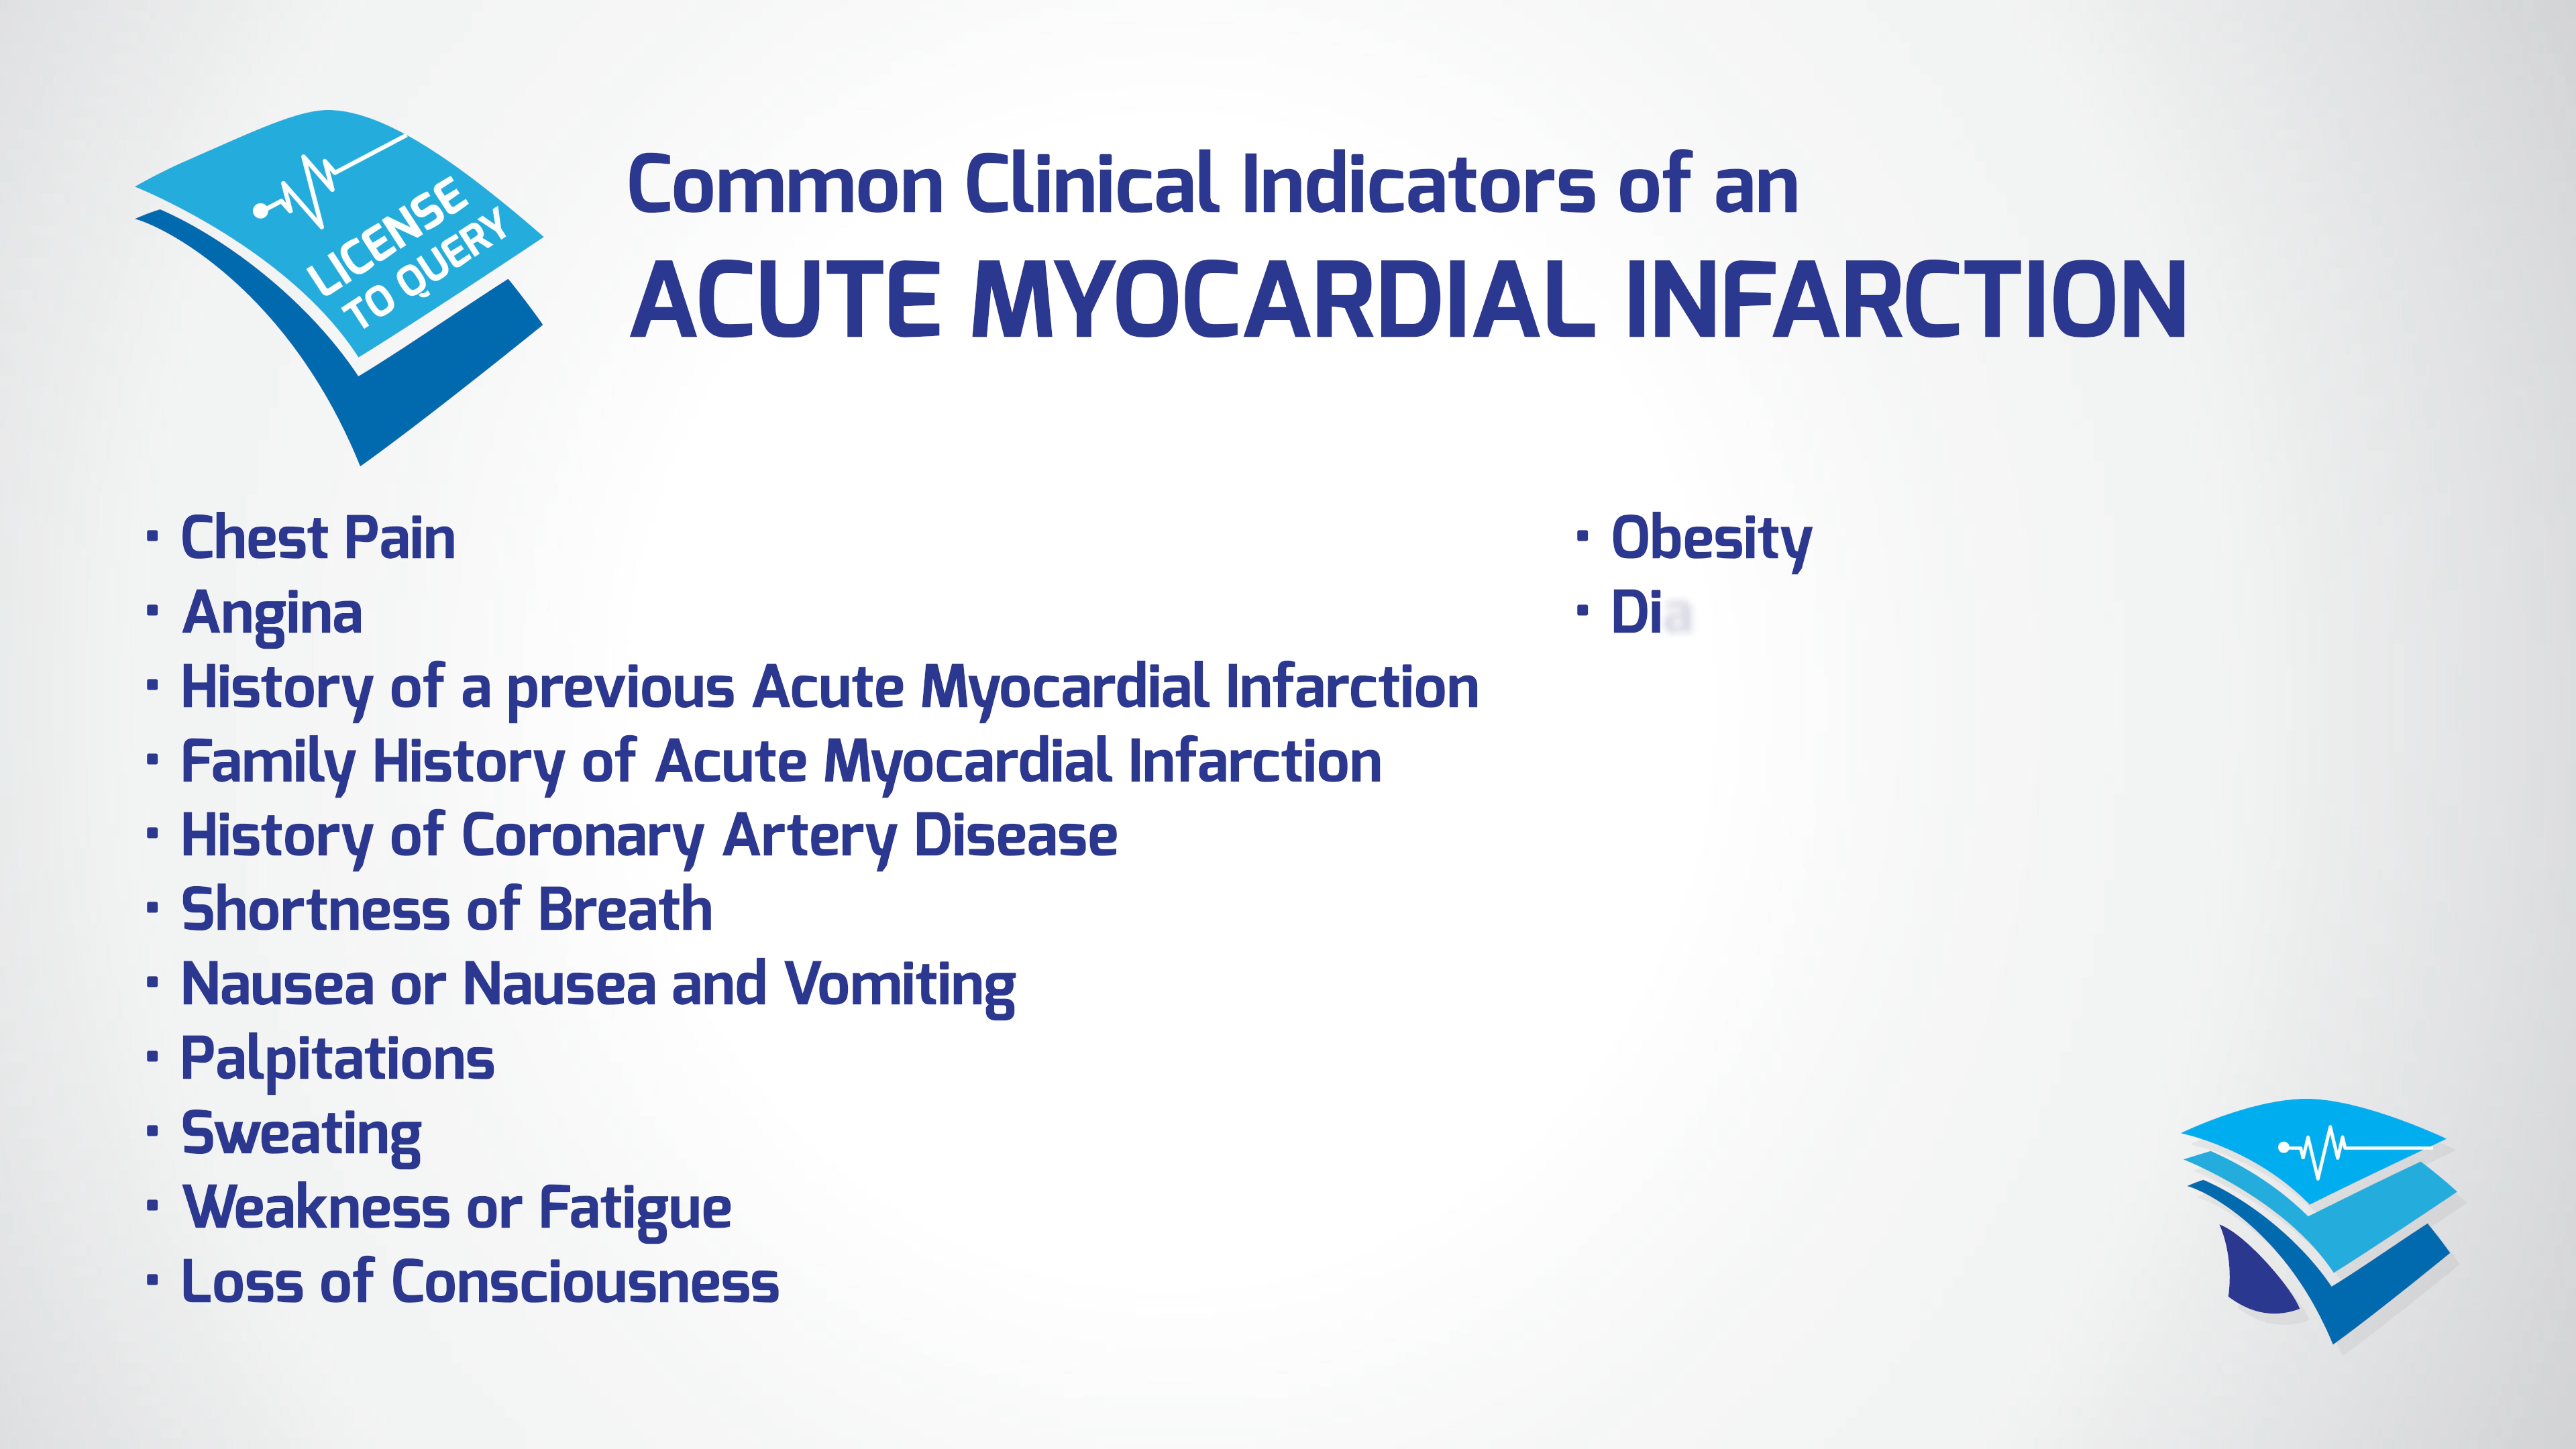 LICENSE
TO QUERY
Common Clinical Indicators of an
ACUTE MYOCARDIAL INFARCTION
· Chest Pain
· Angina
· History of a previous Acute Myocardial Infarction
· Family History of Acute Myocardial Infarction
· History of Coronary Artery Disease
· Shortness of Breath
· Nausea or Nausea and Vomiting
· Palpitations
· Sweating
· Weakness or Fatigue
· Loss of Consciousness
· Obesity
· Dia